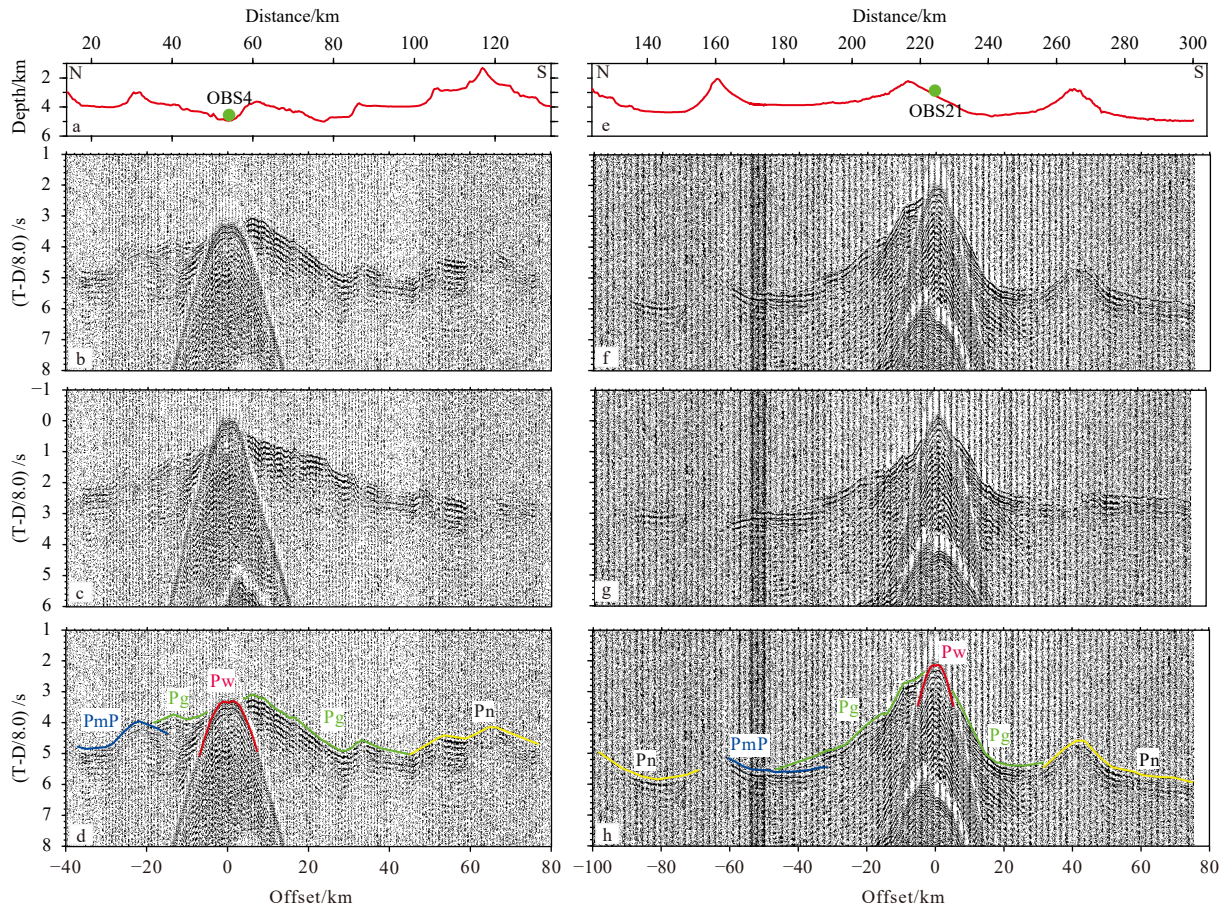 Distance/km Distance/km
20 40 60 80 100 120 140 160 200 220 240 260 280 300
N S N S
Depth/km
2
4
6
OBS4 OBS21
a e
1
2
3
4
5
6
7
8
(T-D/8.0) /s
b f
−1
0
1
2
3
4
5
6
(T-D/8.0) /s
c g
1
2
3
4
5
6
7
8
(T-D/8.0) /s
Pw Pw
Pg Pg
PmP Pg Pn Pn PmP Pg Pn
d h
−40 −20 0 20 40 60 80 −100 −80 −60 −40 −20 0 20 40 60 80
Offset/km Offset/km